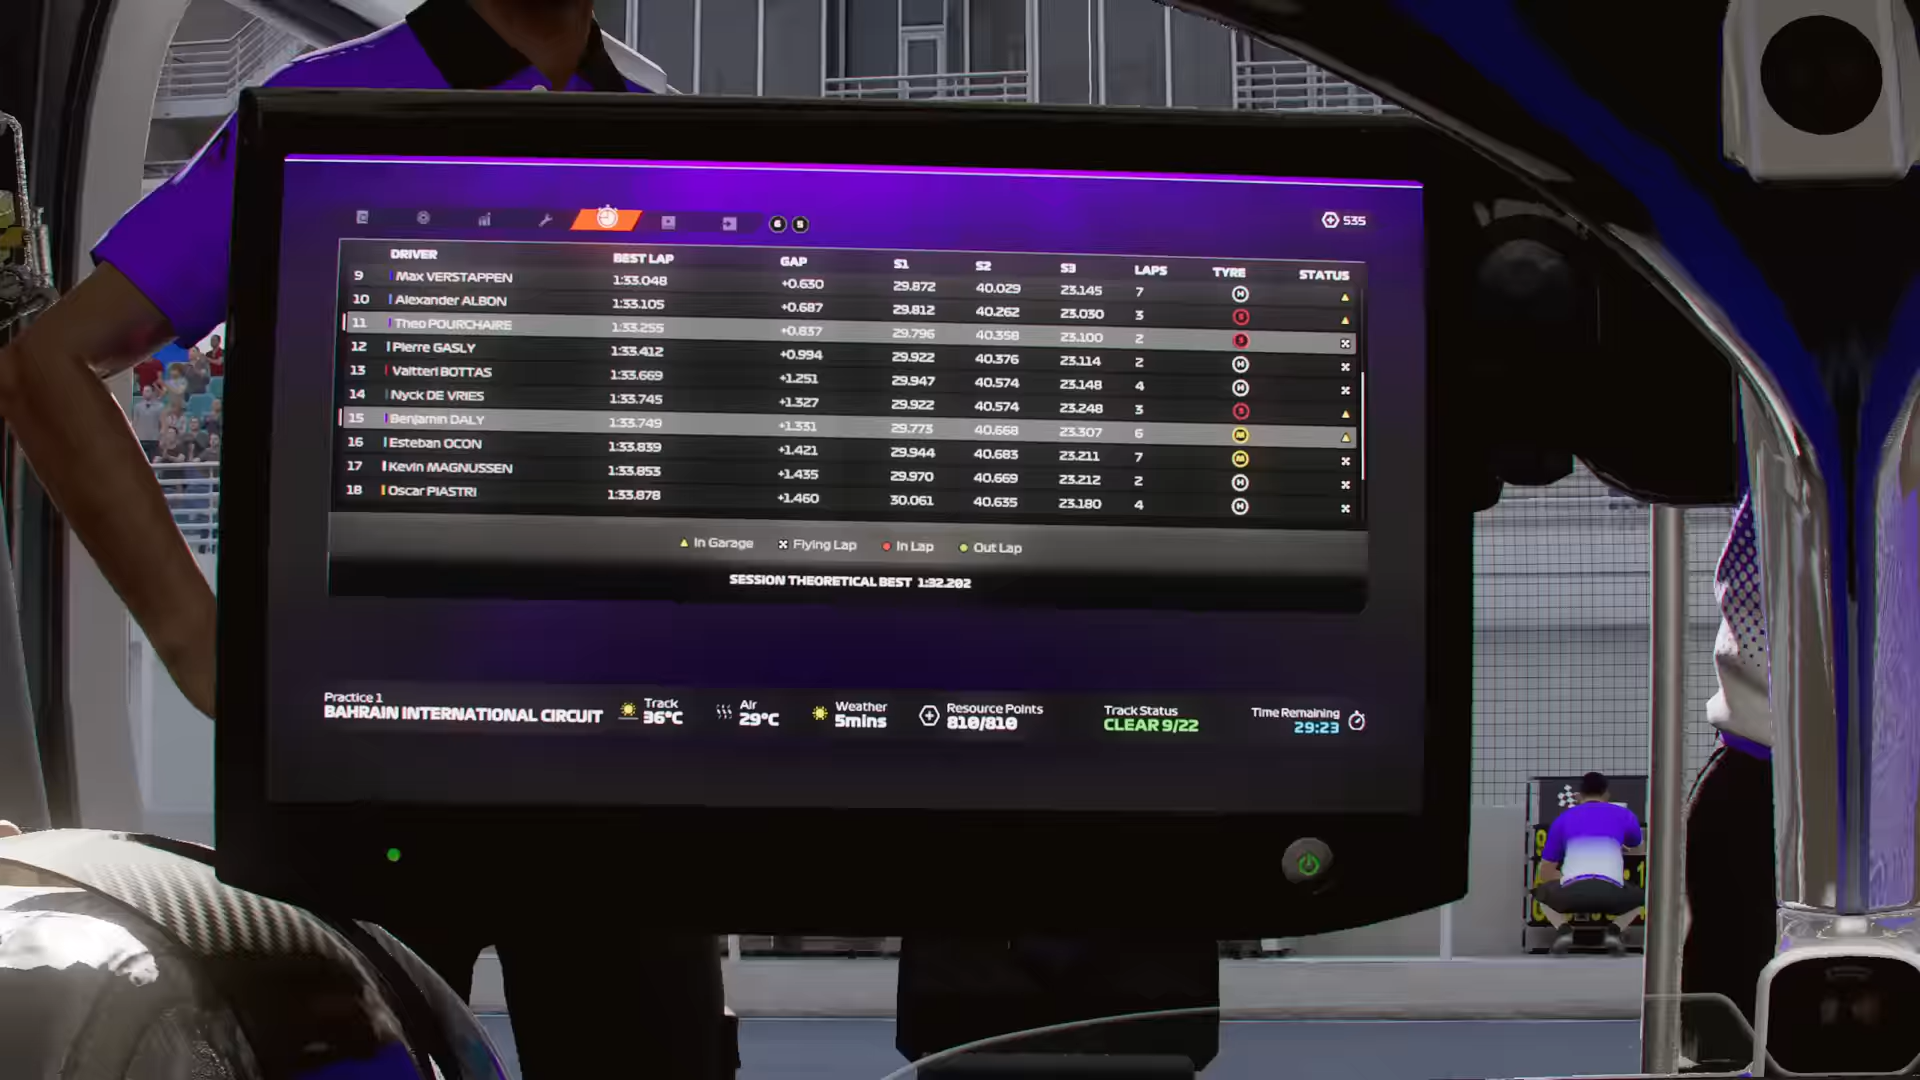 6 5
535
DRIVER BEST LAP GAP S1 S2 S3 LAPS TYRE STATUS
9 Max VERSTAPPEN 1:33.048 +0.630 29.872 40.029 23.145 7 H
10 Alexander ALBON 1:33.105 +0.687 29.812 40.262 23.030 3 S
11 Theo POURCHAIRE 1:33.255 +0.837 29.796 40.358 23.100 2 S
12 Pierre GASLY 1:33.412 +0.994 29.922 40.376 23.114 2 H
13 Valtteri BOTTAS 1:33.669 +1.251 29.947 40.574 23.148 4 H
14 Nyck DE VRIES 1:33.745 +1.327 29.922 40.574 23.248 3 S
15 Benjamin DALY 1:33.749 +1.331 29.773 40.668 23.307 6 M
16 Esteban OCON 1:33.839 +1.421 29.944 40.683 23.211 7 M
17 Kevin MAGNUSSEN 1:33.853 +1.435 29.970 40.669 23.212 2 H
18 Oscar PIASTRI 1:33.878 +1.460 30.061 40.635 23.180 4 H
In Garage Flying Lap In Lap Out Lap
SESSION THEORETICAL BEST 1:32.202
Practice 1
BAHRAIN INTERNATIONAL CIRCUIT
Track
36°C
Air
29°C
Weather
5mins
Resource Points
810/810
Track Status
CLEAR 9/22
Time Remaining
29:23